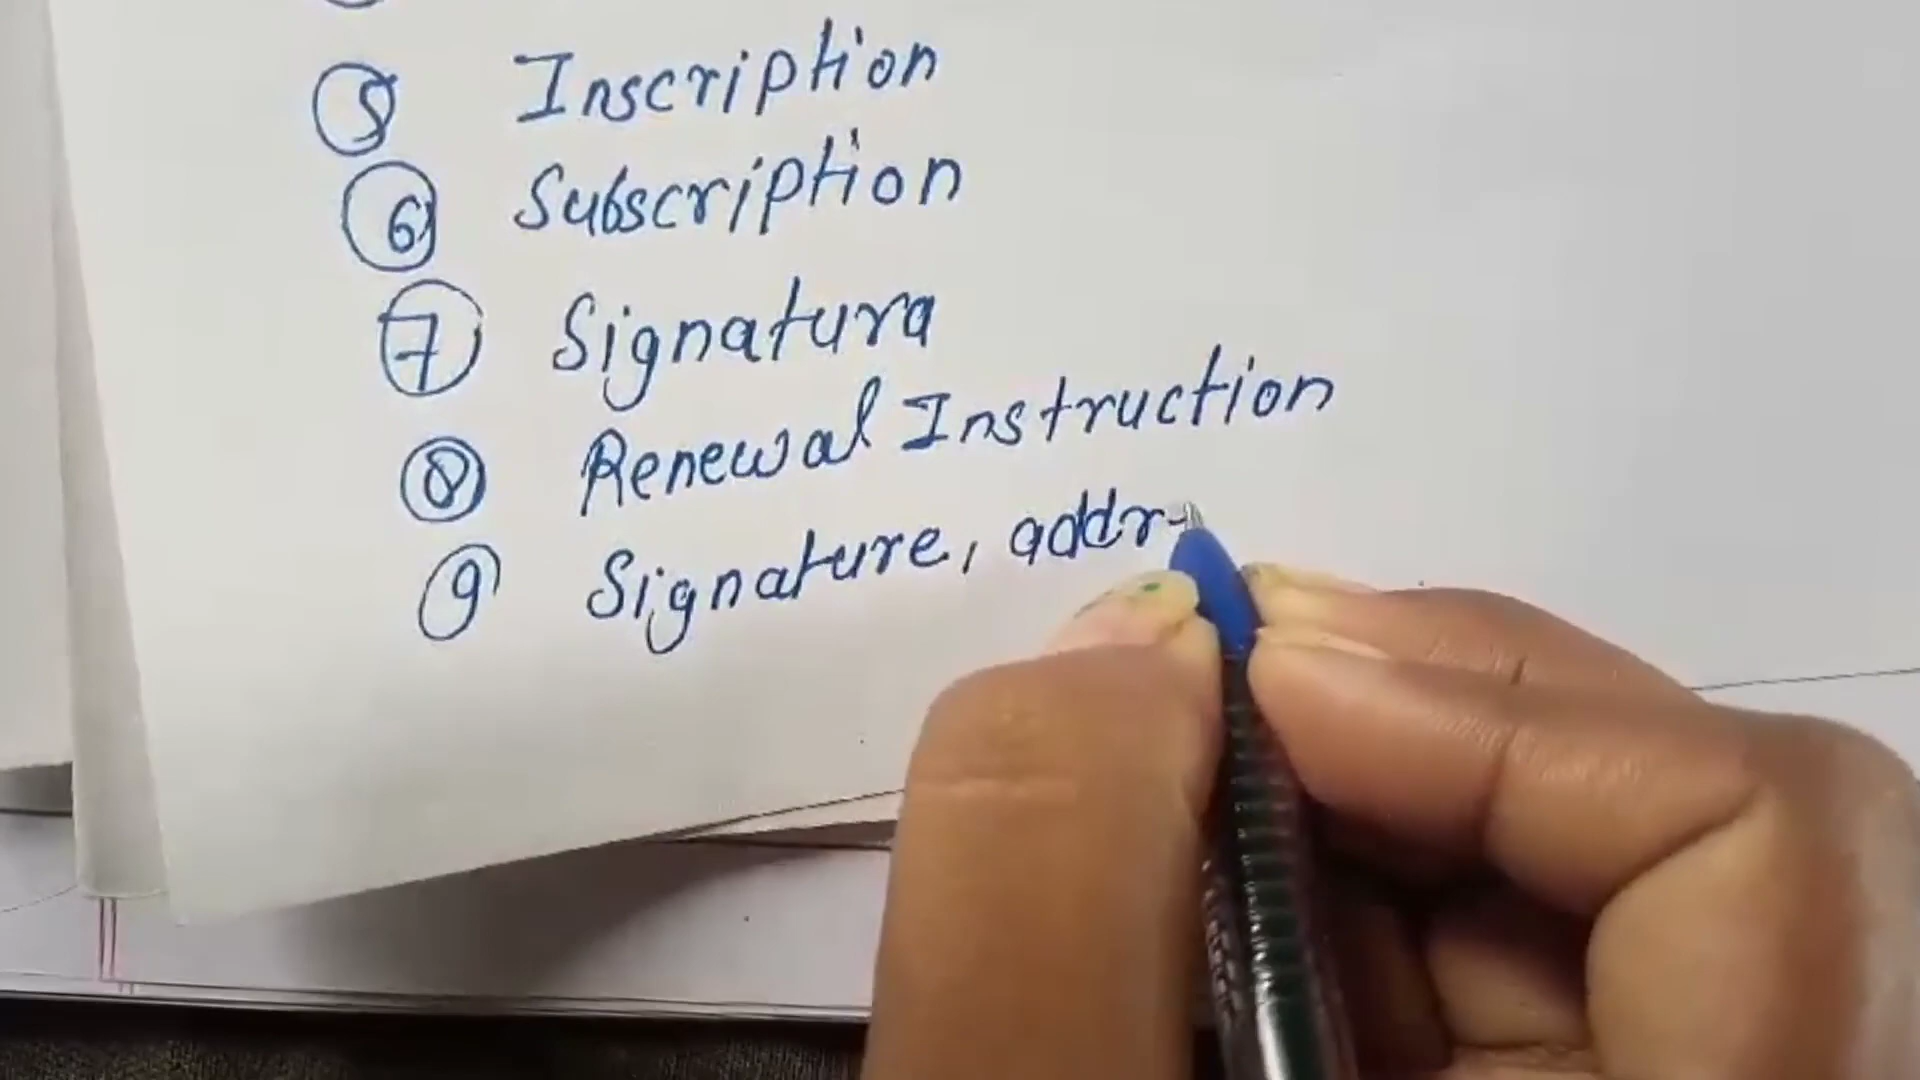 5 Inscription
6 Subscription
7 Signatura
8 Renewal Instruction
9 Signature, addr